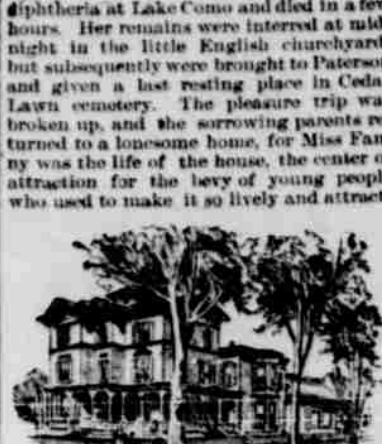 diphtheria at Lake Como and died in a few
hours. Her remains were interred at mid
night in the little English churchyard
but subsequently were brought to Paterson
and given a last resting place in Ceda
Lawn cemetery. The pleasure trip was
broken up, and the sorrowing parents re
turned to a lonesome home, for Miss Fan
ny was the life of the house, the center o
attraction for the bevy of young peopl
who used to make it so lively and attract